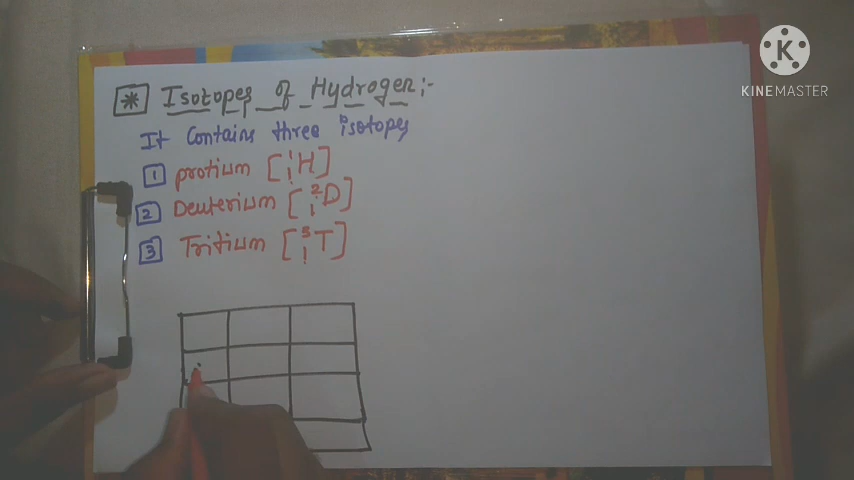 * Isotopes of Hydrogen:-
It Contains three isotopes
1 protium [¹₁H]
2 Deuterium [²₁D]
3 Tritium [³₁T]
K
KINEMASTER